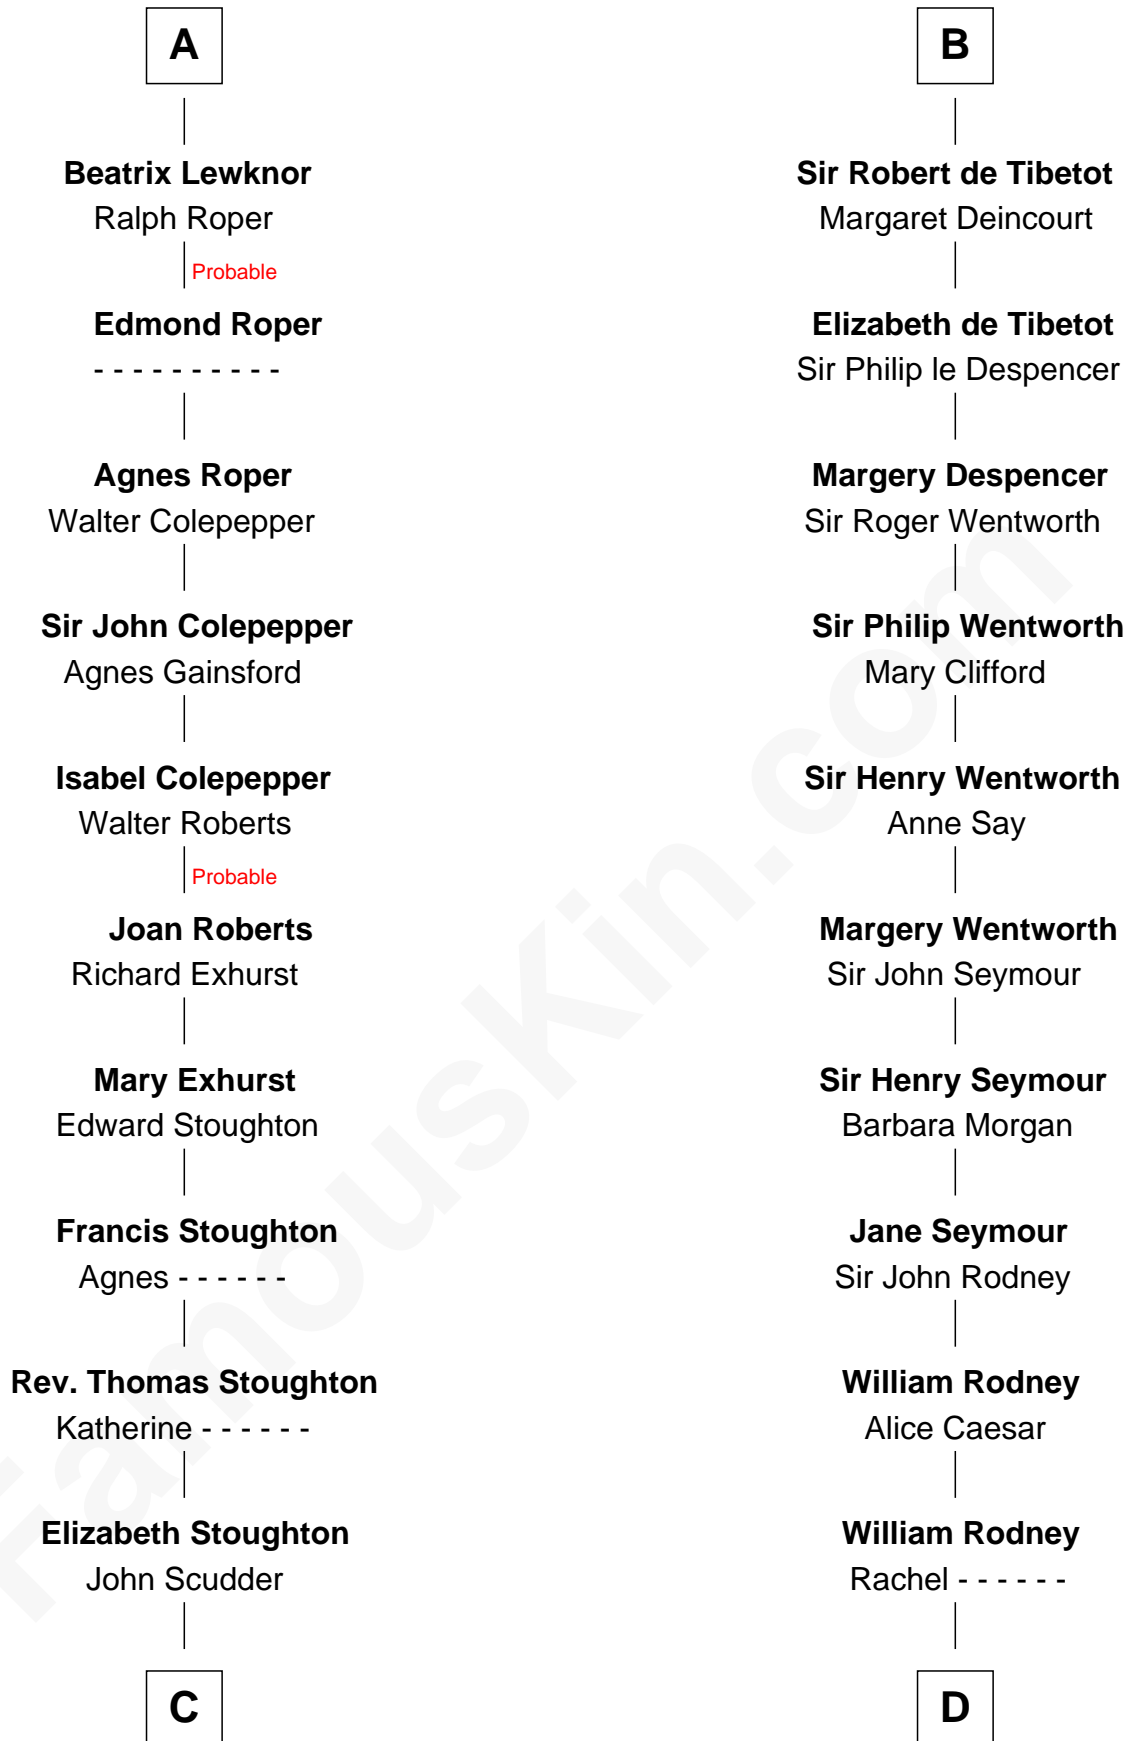 A
Beatrix Lewknor
Ralph Roper
Probable
Edmond Roper
- - - - - - - - - -
Agnes Roper
Walter Colepepper
Sir John Colepepper
Agnes Gainsford
Isabel Colepepper
Walter Roberts
Probable
Joan Roberts
Richard Exhurst
Mary Exhurst
Edward Stoughton
Francis Stoughton
Agnes - - - - - -
Rev. Thomas Stoughton
Katherine - - - - - -
Elizabeth Stoughton
John Scudder
C
B
Sir Robert de Tibetot
Margaret Deincourt
Elizabeth de Tibetot
Sir Philip le Despencer
Margery Despencer
Sir Roger Wentworth
Sir Philip Wentworth
Mary Clifford
Sir Henry Wentworth
Anne Say
Margery Wentworth
Sir John Seymour
Sir Henry Seymour
Barbara Morgan
Jane Seymour
Sir John Rodney
William Rodney
Alice Caesar
William Rodney
Rachel - - - - - -
D
FamousKin.com